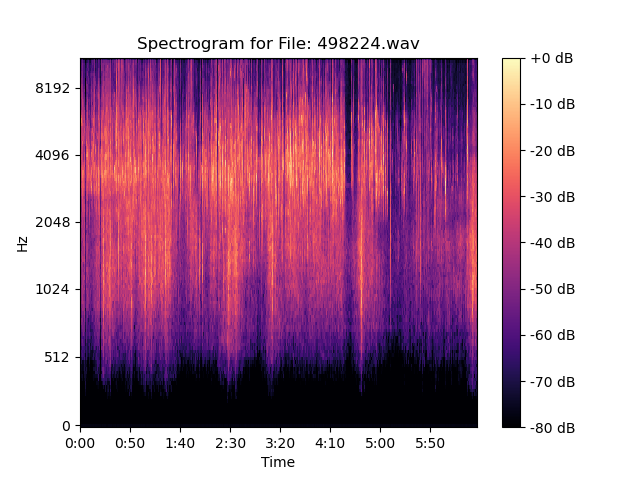 Spectrogram for File: 498224.wav
Hz
8192
4096
2048
1024
512
0
0:00 0:50 1:40 2:30 3:20 4:10 5:00 5:50
Time
+0 dB
-10 dB
-20 dB
-30 dB
-40 dB
-50 dB
-60 dB
-70 dB
-80 dB